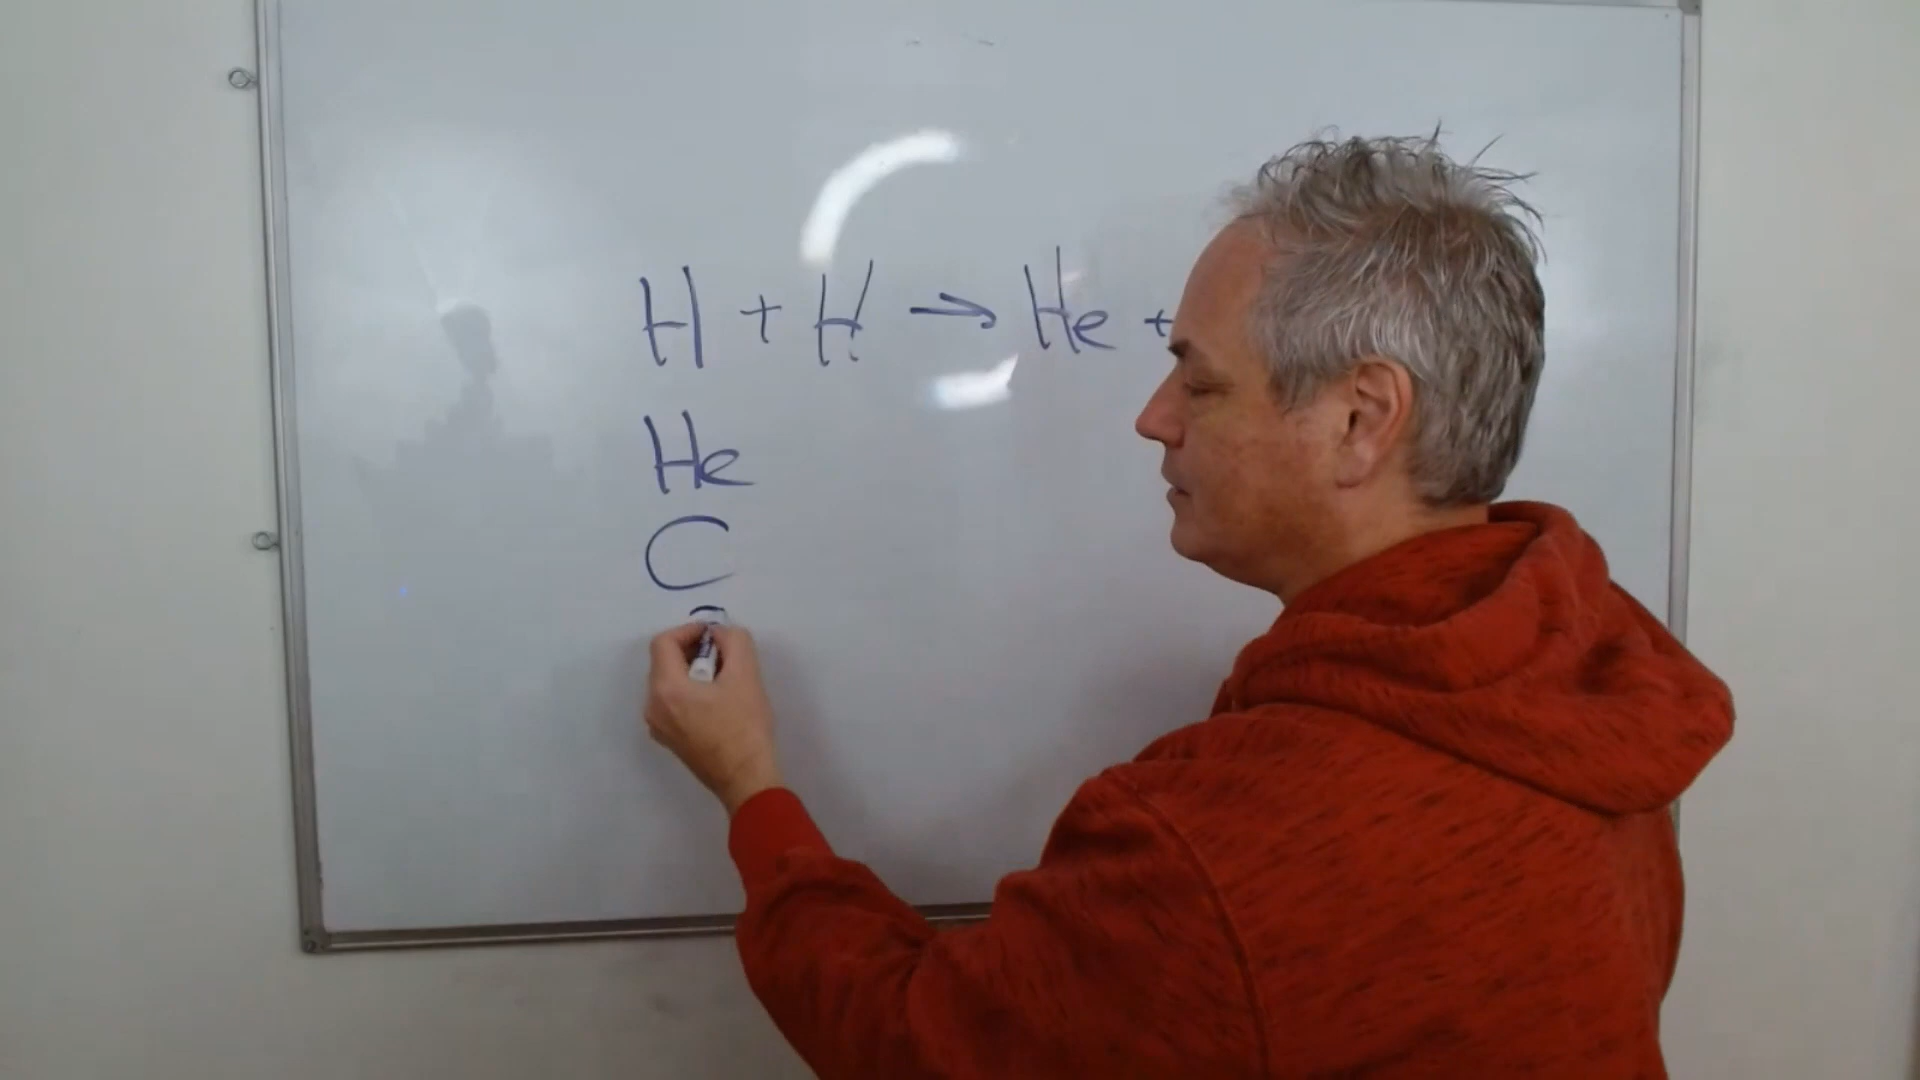 H + H → He +
He
C